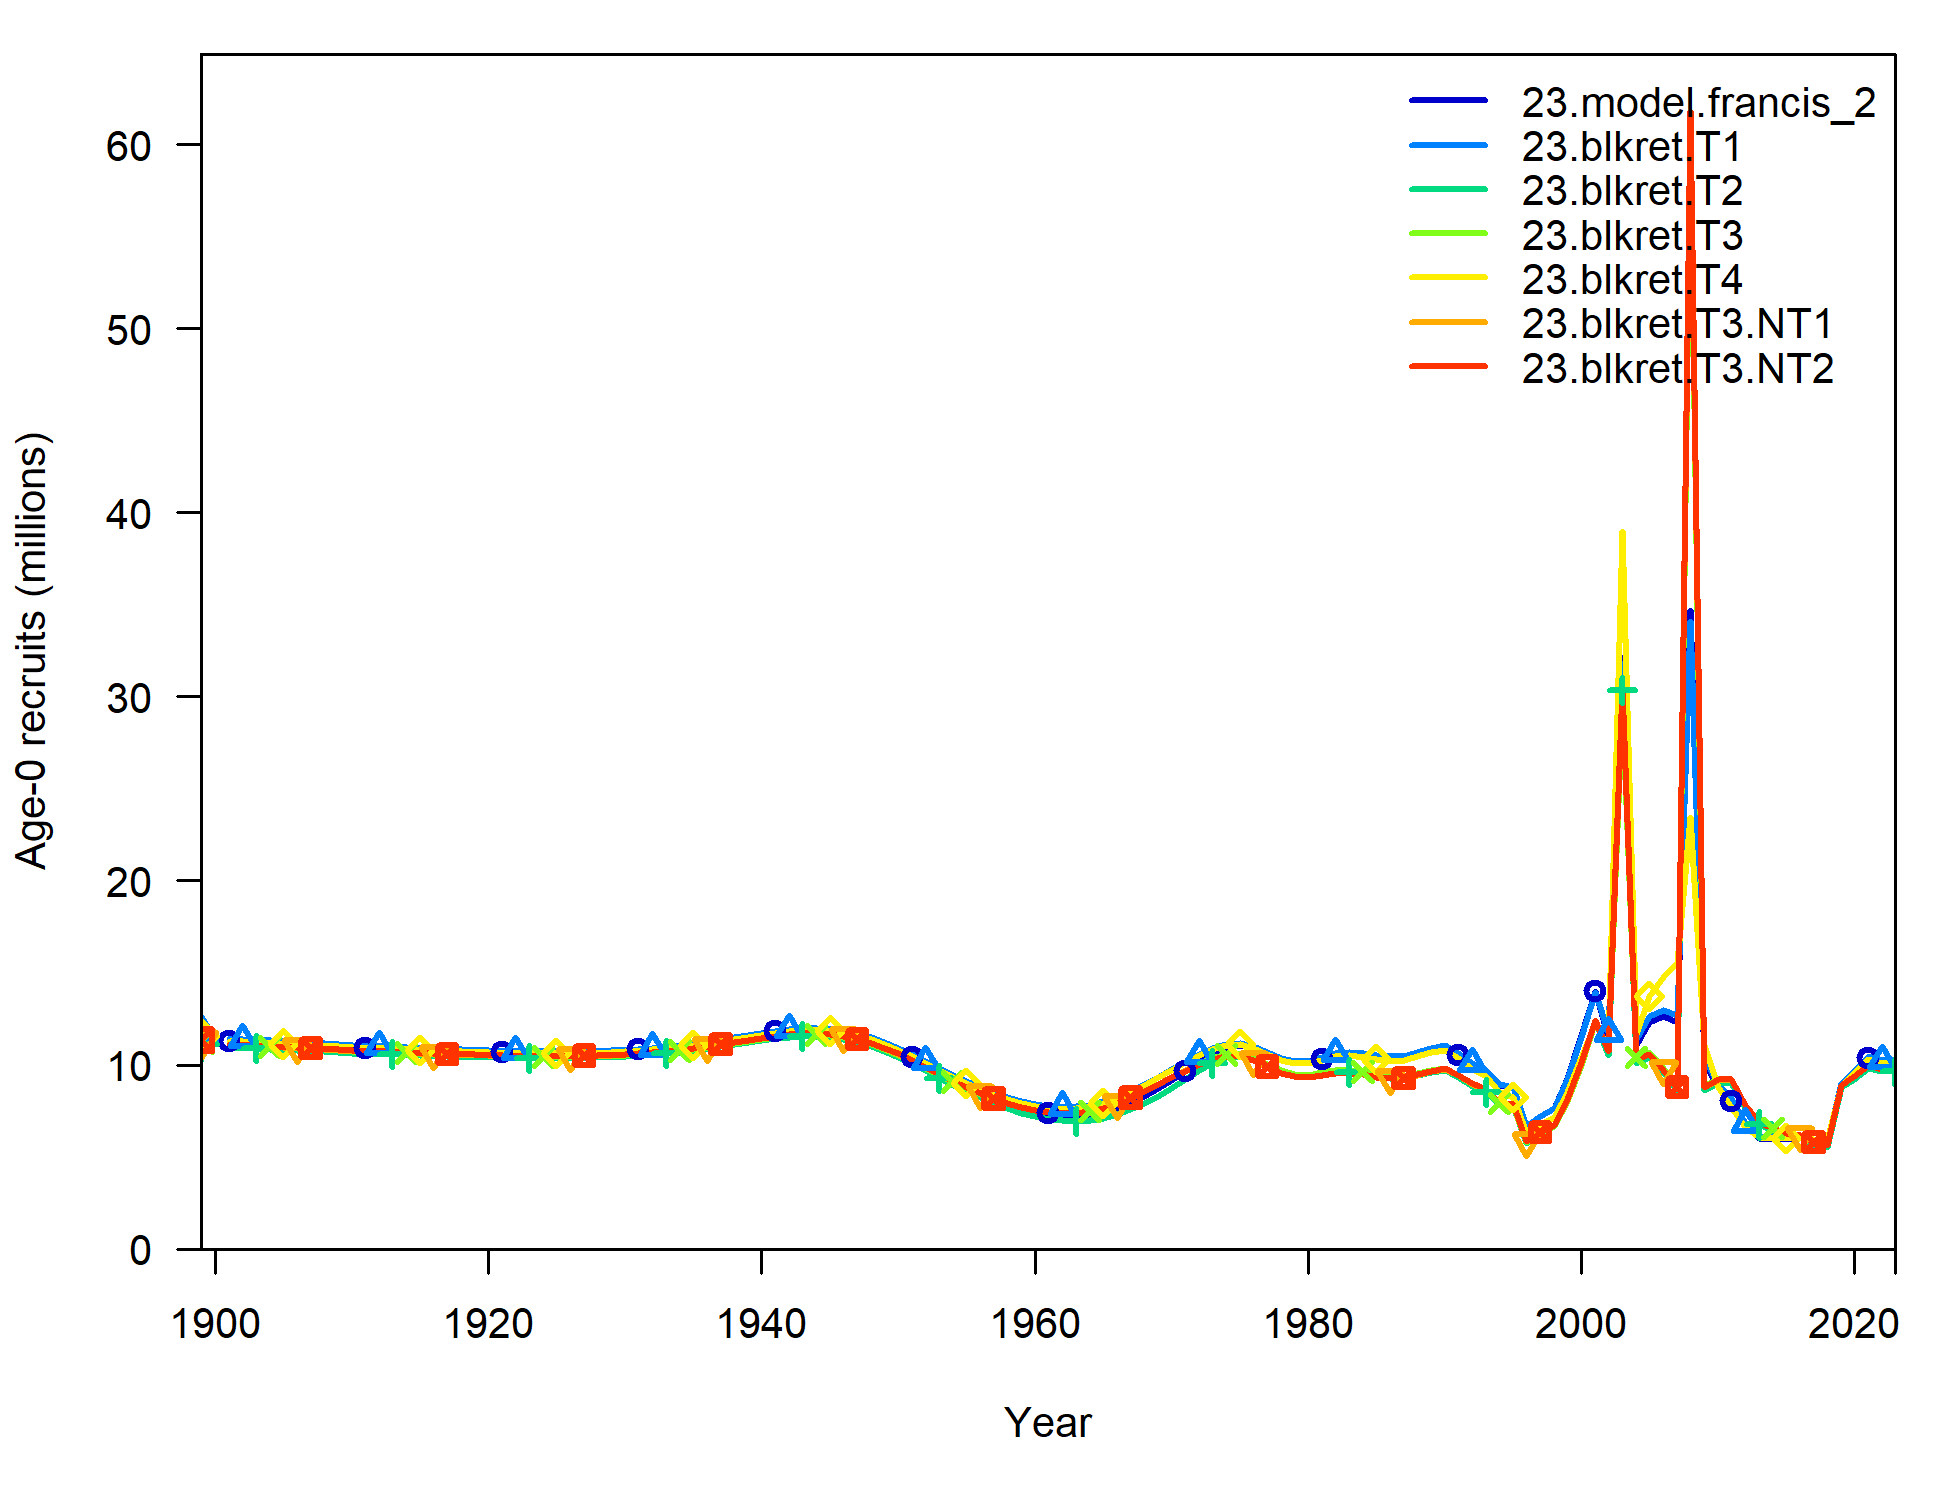 23.model.francis_2
23.blkret.T1
23.blkret.T2
23.blkret.T3
23.blkret.T4
23.blkret.T3.NT1
23.blkret.T3.NT2
60
50
40
30
20
10
0
Age-0 recruits (millions)
1900 1920 1940 1960 1980 2000 2020
Year